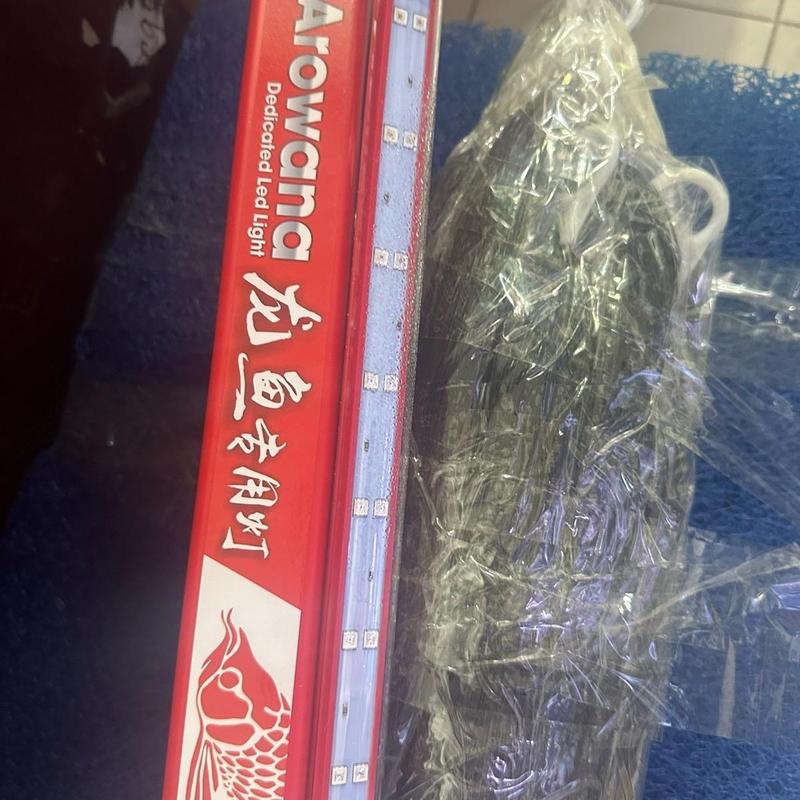 Arowana
Dedicated Led Light
龙鱼专用灯